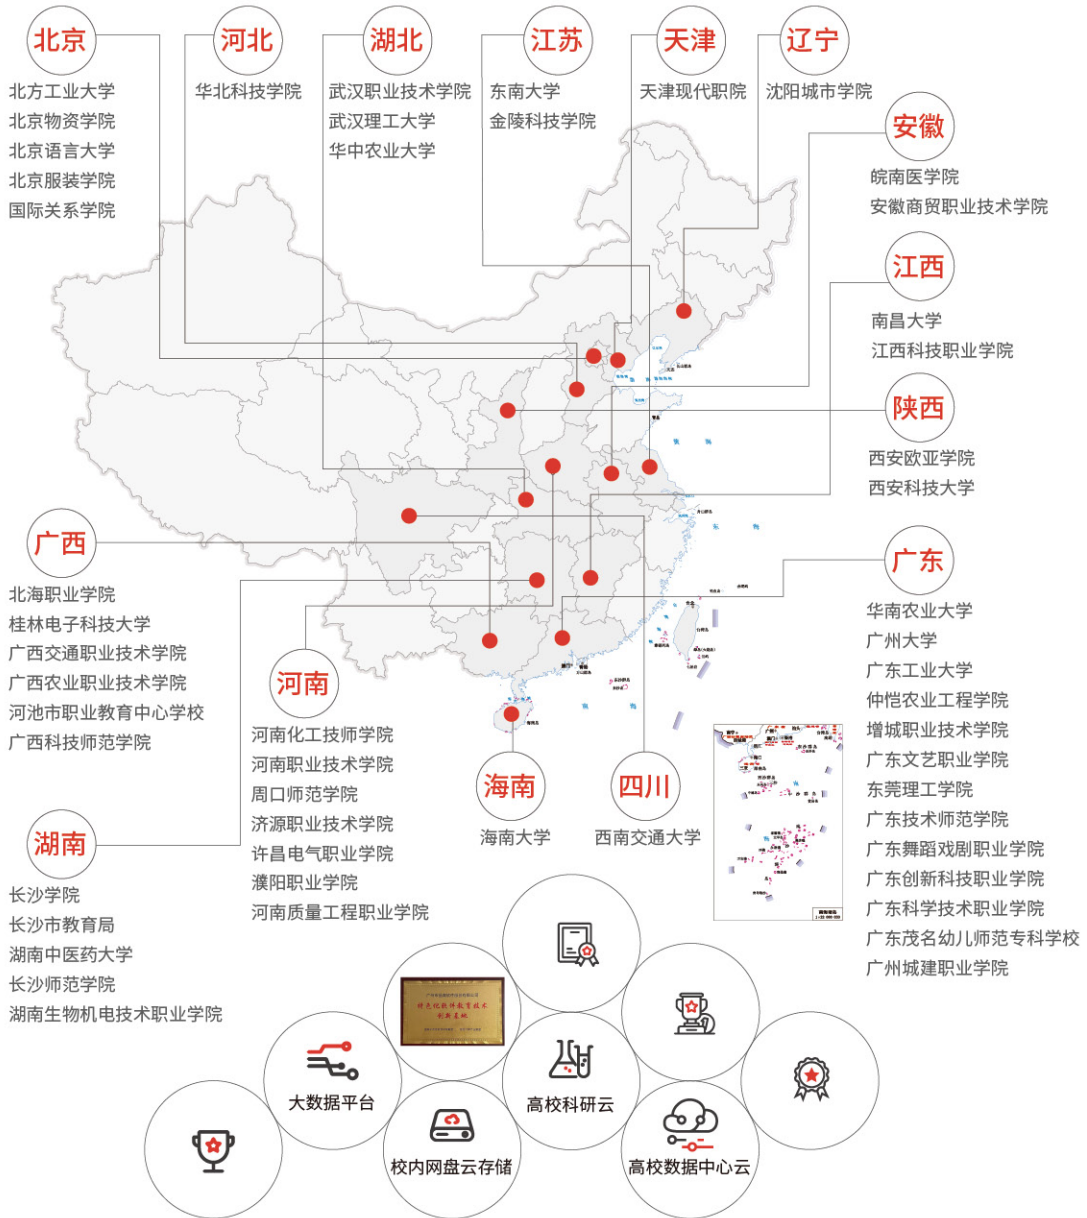 北京
北方工业大学
北京物资学院
北京语言大学
北京服装学院
国际关系学院
河北
华北科技学院
湖北
武汉职业技术学院
武汉理工大学
华中农业大学
江苏
东南大学
金陵科技学院
天津
天津现代职院
辽宁
沈阳城市学院
安徽
皖南医学院
安徽商贸职业技术学院
江西
南昌大学
江西科技职业学院
陕西
西安欧亚学院
西安科技大学
广东
华南农业大学
广州大学
广东工业大学
仲恺农业工程学院
增城职业技术学院
广东文艺职业学院
东莞理工学院
广东技术师范学院
广东舞蹈戏剧职业学院
广东创新科技职业学院
广东科学技术职业学院
广东茂名幼儿师范专科学校
广州城建职业学院
广西
北海职业学院
桂林电子科技大学
广西交通职业技术学院
广西农业职业技术学院
河池市职业教育中心学校
广西科技师范学院
河南
河南化工技师学院
河南职业技术学院
周口师范学院
济源职业技术学院
许昌电气职业学院
濮阳职业学院
河南质量工程职业学院
海南
海南大学
四川
西南交通大学
湖南
长沙学院
长沙市教育局
湖南中医药大学
长沙师范学院
湖南生物机电技术职业学院
特色化软件教育技术
创新基地
大数据平台
高校科研云
校内网盘云存储
高校数据中心云